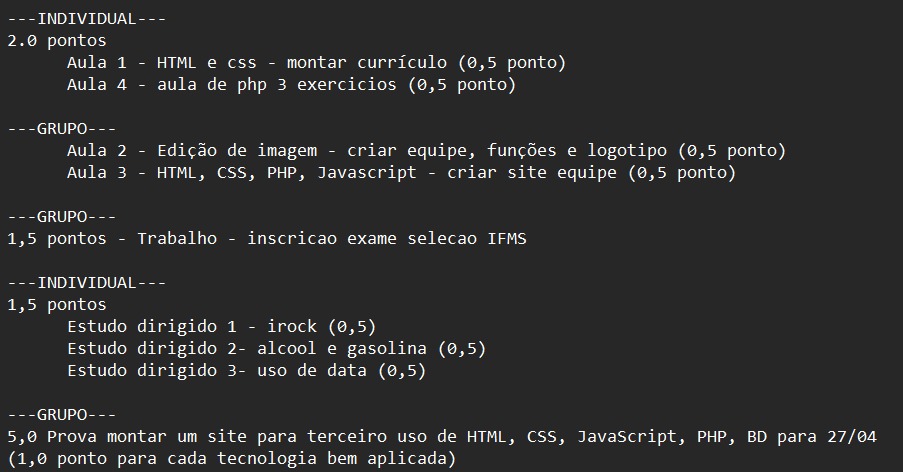 ---INDIVIDUAL---
2.0 pontos
Aula 1 - HTML e css - montar currículo (0,5 ponto)
Aula 4 - aula de php 3 exercicios (0,5 ponto)
---GRUPO---
Aula 2 - Edição de imagem - criar equipe, funções e logotipo (0,5 ponto)
Aula 3 - HTML, CSS, PHP, Javascript - criar site equipe (0,5 ponto)
---GRUPO---
1,5 pontos - Trabalho - inscricao exame selecao IFMS
---INDIVIDUAL---
1,5 pontos
Estudo dirigido 1 - irock (0,5)
Estudo dirigido 2- alcool e gasolina (0,5)
Estudo dirigido 3- uso de data (0,5)
---GRUPO---
5,0 Prova montar um site para terceiro uso de HTML, CSS, JavaScript, PHP, BD para 27/04
(1,0 ponto para cada tecnologia bem aplicada)